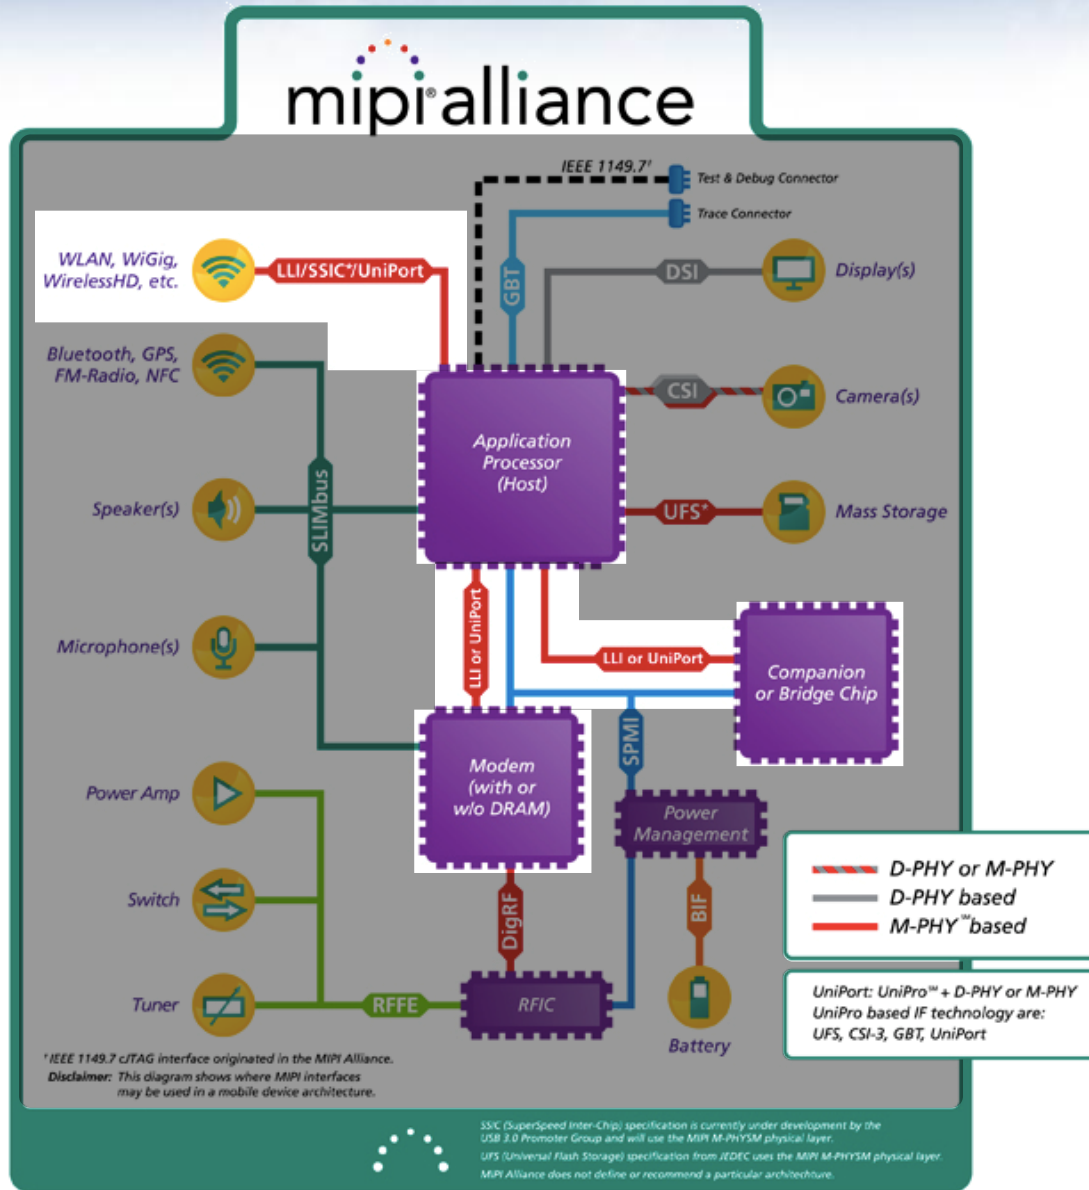 mipi® alliance
IEEE 1149.7¹
Test & Debug Connector
Trace Connector
WLAN, WiGig,
WirelessHD, etc.
LLI/SSIC*/UniPort
GBT
DSI
Display(s)
Bluetooth, GPS,
FM-Radio, NFC
CSI
Camera(s)
Application
Processor
(Host)
SLIMbus
Speaker(s)
UFS*
Mass Storage
LLI or UniPort
Microphone(s)
LLI or UniPort
Companion
or Bridge Chip
SPMI
Modem
(with or
w/o DRAM)
Power Amp
Power
Management
D-PHY or M-PHY
D-PHY based
M-PHY℠based
Switch
DigRF
BIF
Tuner
RFFE
RFIC
Battery
UniPort: UniPro℠ + D-PHY or M-PHY
UniPro based IF technology are:
UFS, CSI-3, GBT, UniPort
¹ IEEE 1149.7 cJTAG interface originated in the MIPI Alliance.
Disclaimer: This diagram shows where MIPI interfaces
may be used in a mobile device architecture.
SSIC (SuperSpeed Inter-Chip) specification is currently under development by the
USB 3.0 Promoter Group and will use the MIPI M-PHYSM physical layer.
UFS (Universal Flash Storage) specification from JEDEC uses the MIPI M-PHYSM physical layer.
MIPI Alliance does not define or recommend a particular architechture.